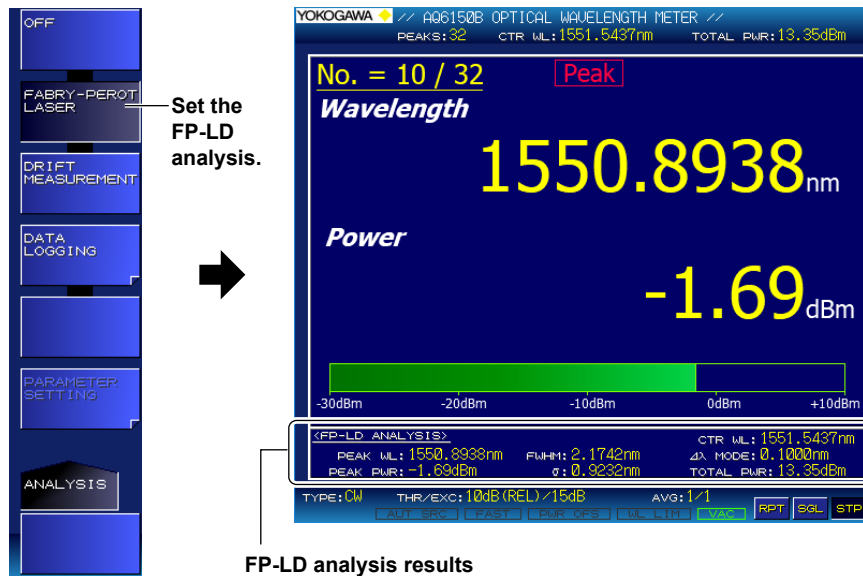 OFF
FABRY-PEROT
LASER
DRIFT
MEASUREMENT
DATA
LOGGING
PARAMETER
SETTING
ANALYSIS
Set the
FP-LD
analysis.
YOKOGAWA // AQ6150B OPTICAL WAVELENGTH METER //
PEAKS:32 CTR WL:1551.5437nm TOTAL PWR:13.35dBm
No. = 10 / 32 Peak
Wavelength
1550.8938nm
Power
-1.69dBm
-30dBm -20dBm -10dBm 0dBm +10dBm
<FP-LD ANALYSIS> CTR WL:1551.5437nm
PEAK WL:1550.8938nm FWHM:2.1742nm Δλ MODE:0.1000nm
PEAK PWR:-1.69dBm σ:0.9232nm TOTAL PWR:13.35dBm
TYPE:CW THR/EXC:10dB(REL)/15dB AVG:1/1
AUT SRC FAST PWR OFS WL LIM VAC RPT SGL STP
FP-LD analysis results